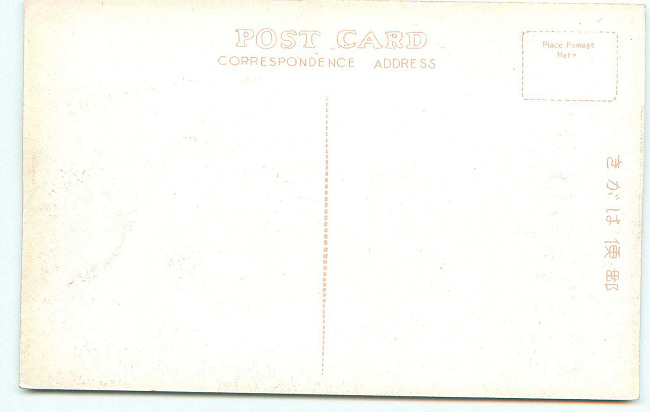 POST CARD
CORRESPONDENCE ADDRESS
Place Postage
Here
きがは便郵